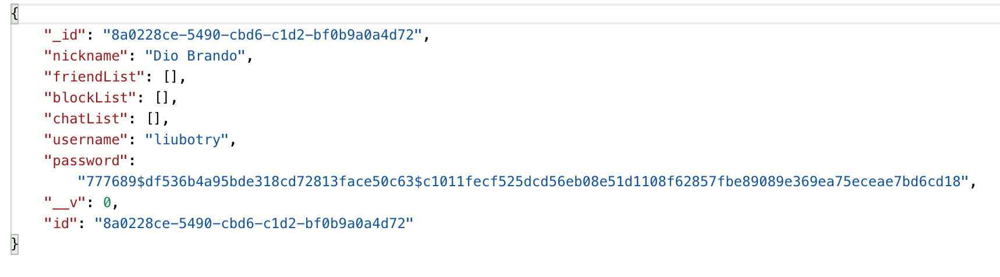 {
"_id": "8a0228ce-5490-cbd6-c1d2-bf0b9a0a4d72",
"nickname": "Dio Brando",
"friendList": [],
"blockList": [],
"chatList": [],
"username": "liubotry",
"password":
"777689$df536b4a95bde318cd72813face50c63$c1011fecf525dcd56eb08e51d1108f62857fbe89089e369ea75eceae7bd6cd18",
"__v": 0,
"id": "8a0228ce-5490-cbd6-c1d2-bf0b9a0a4d72"
}